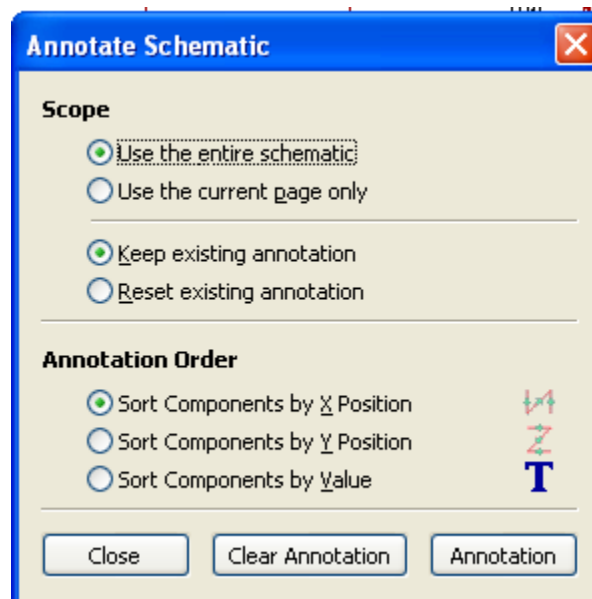 Annotate Schematic
Scope
Use the entire schematic
Use the current page only
Keep existing annotation
Reset existing annotation
Annotation Order
Sort Components by X Position
Sort Components by Y Position
Sort Components by Value
T
Close
Clear Annotation
Annotation